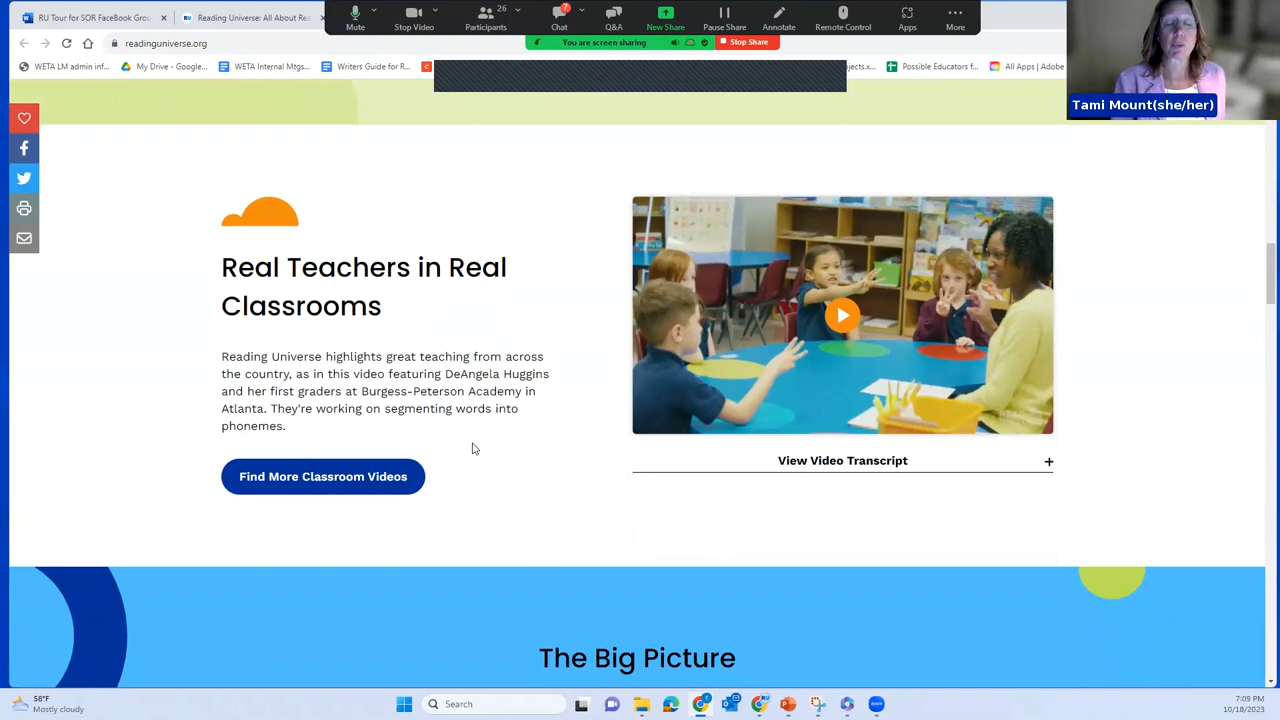 RU Tour for SOR FaceBook Grou
Reading Universe: All About Rea
Mute
Stop Video
26
Participants
7
Chat
Q&A
New Share
Pause Share
Annotate
Remote Control
Apps
More
readinguniverse.org
You are screen sharing
Stop Share
WETA LM admin inf...
My Drive - Google...
WETA Internal Mtgs...
Writers Guide for R...
ojects.x...
Possible Educators f...
All Apps | Adobe
Tami Mount(she/her)
Real Teachers in Real
Classrooms
Reading Universe highlights great teaching from across
the country, as in this video featuring DeAngela Huggins
and her first graders at Burgess-Peterson Academy in
Atlanta. They're working on segmenting words into
phonemes.
Find More Classroom Videos
View Video Transcript
The Big Picture
58°F
Mostly cloudy
Search
7:09 PM
10/18/2023